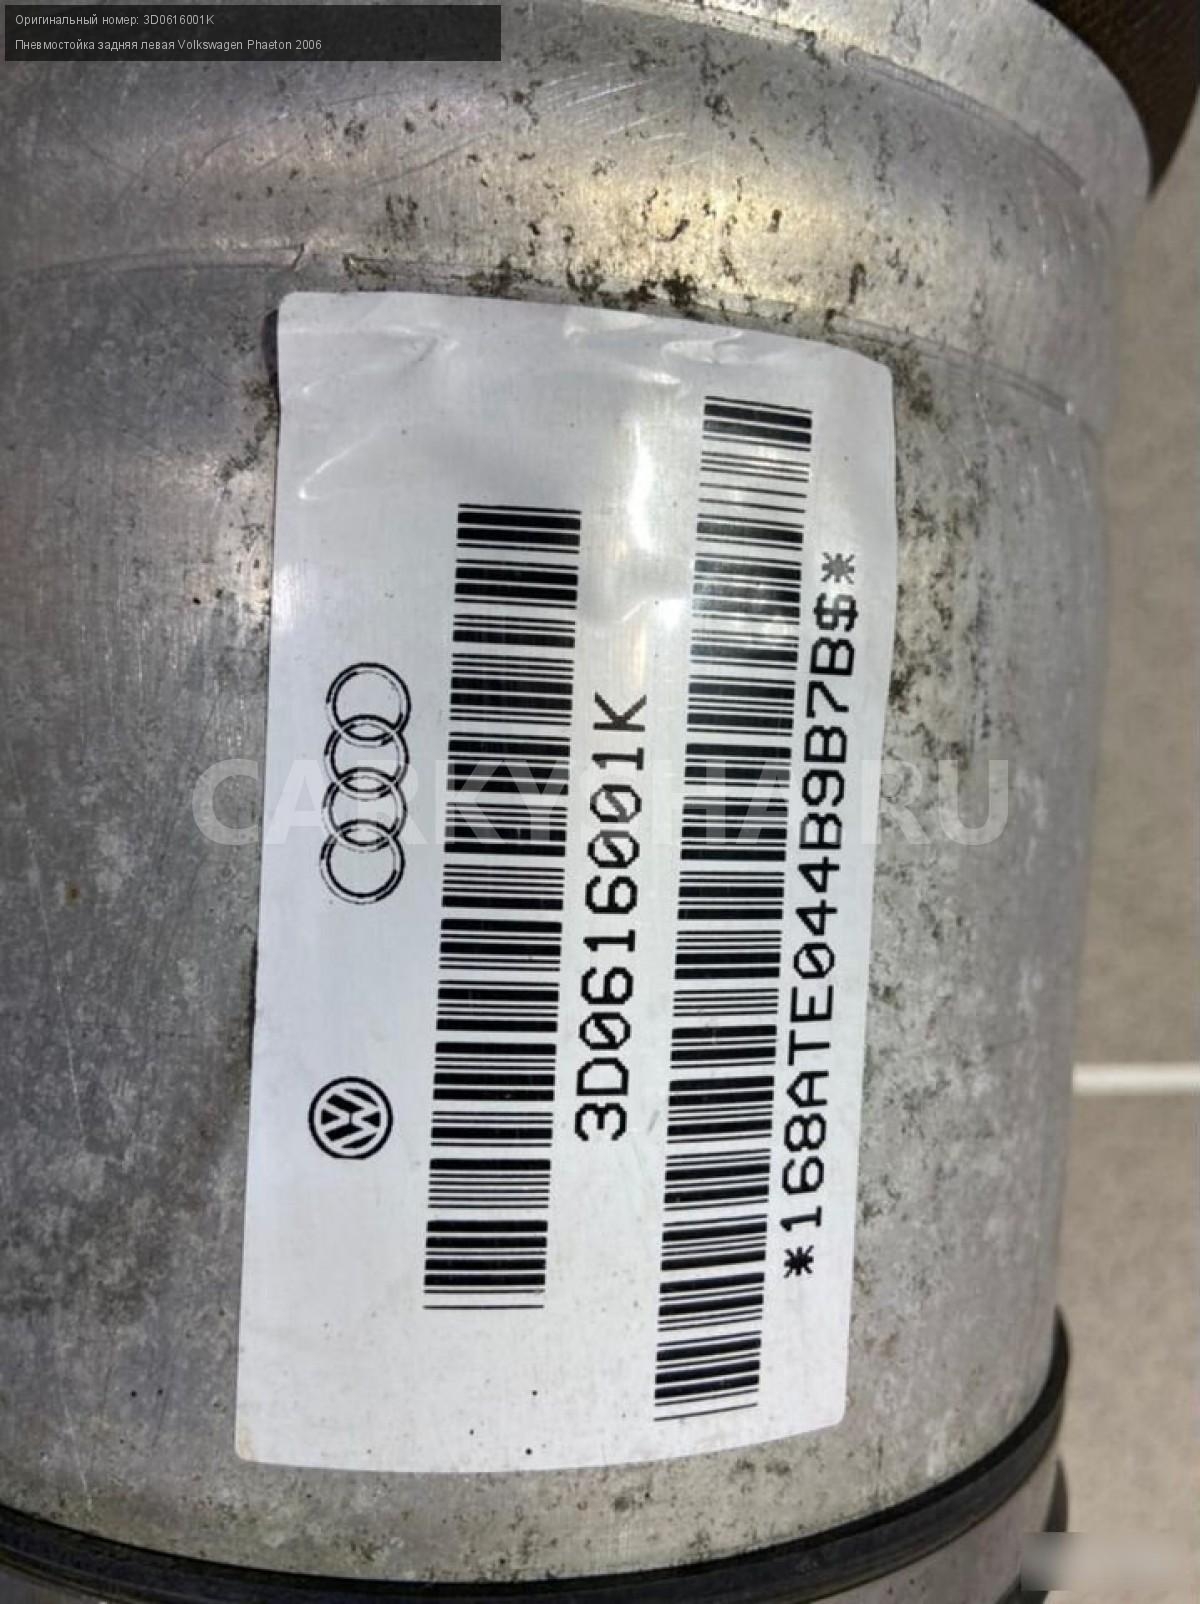 Оригинальный номер: 3D0616001K
Пневмостойка задняя левая Volkswagen Phaeton 2006
3D0616001K
*168ATE044B9B7B$*
CARKYSHA.RU